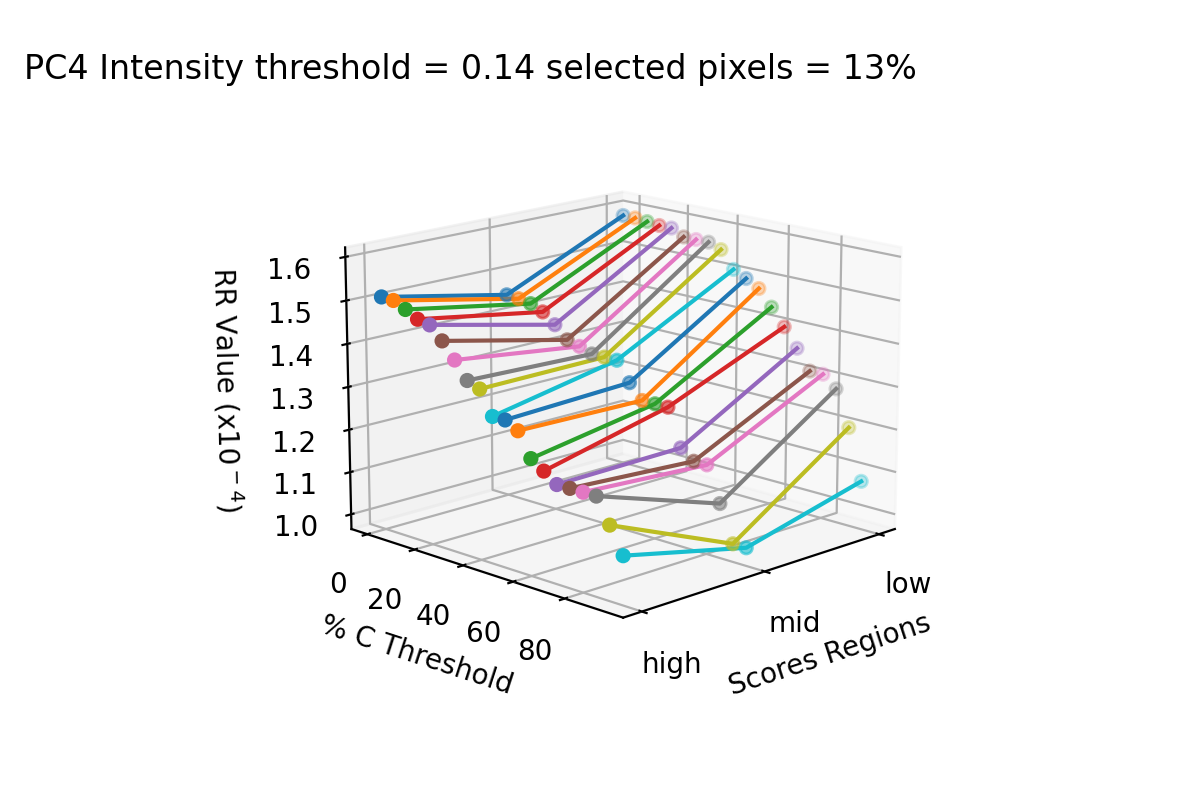 PC4 Intensity threshold = 0.14 selected pixels = 13%
RR Value (x10⁻⁴)
1.6
1.5
1.4
1.3
1.2
1.1
1.0
0
20
40
60
80
% C Threshold
high
mid
low
Scores Regions